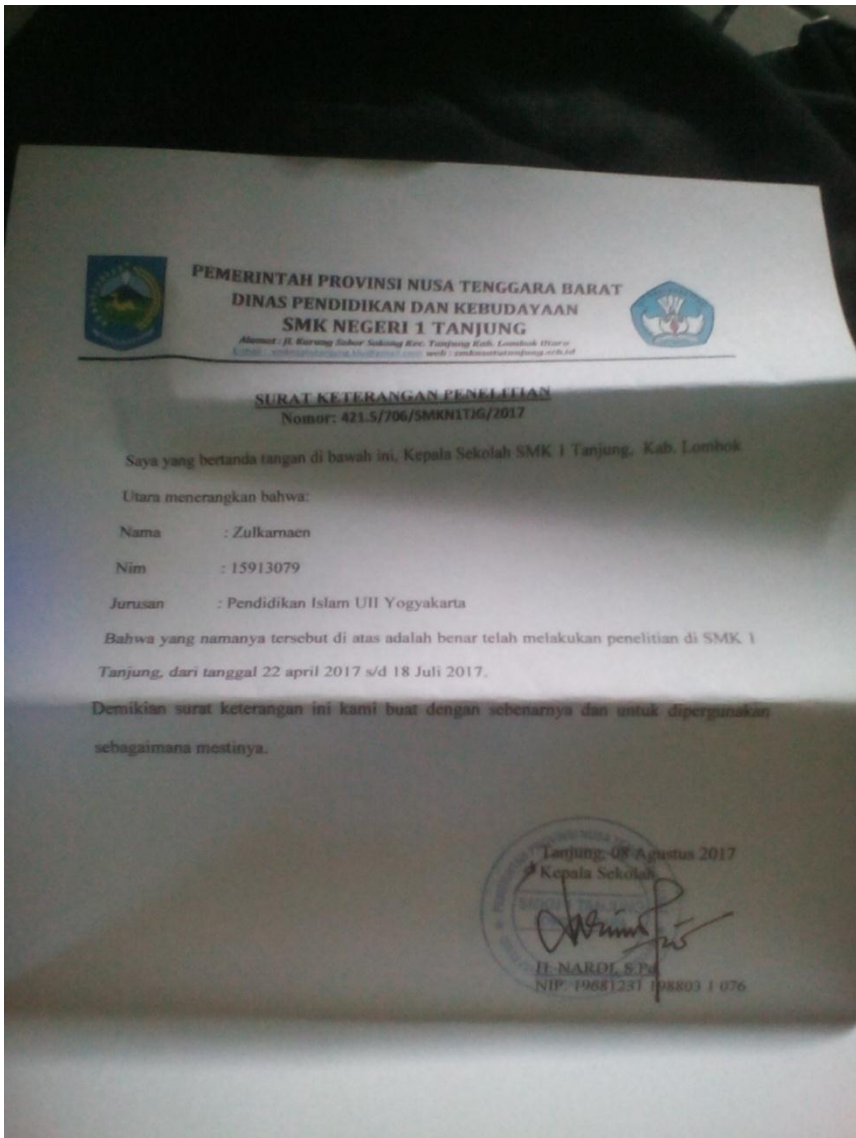 PEMERINTAH PROVINSI NUSA TENGGARA BARAT
DINAS PENDIDIKAN DAN KEBUDAYAAN
SMK NEGERI 1 TANJUNG
Alamat : Jl. Karang Sobor Sokong Kec. Tanjung Kab. Lombok Utara
web : smknsatutanjung.sch.id
SURAT KETERANGAN PENELITIAN
Nomor: 421.5/706/SMKN1TJG/2017
Saya yang bertanda tangan di bawah ini, Kepala Sekolah SMK 1 Tanjung, Kab. Lombok
Utara menerangkan bahwa:
Nama : Zulkarnaen
Nim : 15913079
Jurusan : Pendidikan Islam UII Yogyakarta
Bahwa yang namanya tersebut di atas adalah benar telah melakukan penelitian di SMK 1
Tanjung, dari tanggal 22 april 2017 s/d 18 Juli 2017.
Demikian surat keterangan ini kami buat dengan sebenarnya dan untuk dipergunakan
sebagaimana mestinya.
Tanjung, 08 Agustus 2017
Kepala Sekolah
H. NARDI, S.Pd
NIP. 19681231 198803 1 076